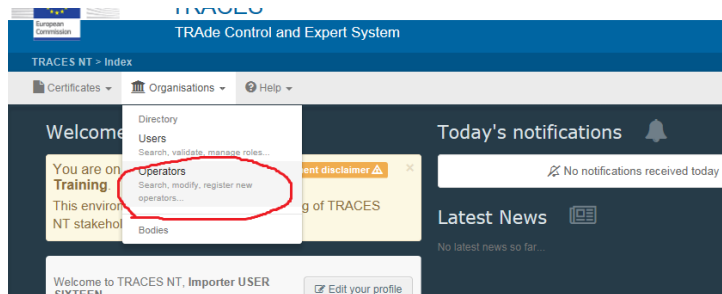 European
Commission
TRACES
TRAde Control and Expert System
TRACES NT > Index
Certificates
Organisations
Help
Directory
Users
Search, validate, manage roles...
Operators
Search, modify, register new
operators...
Bodies
Welcome
You are on
ent disclaimer
×
Training.
This environ
g of TRACES
NT stakehol
Welcome to TRACES NT, Importer USER
SIXTEEN
Edit your profile
Today's notifications
No notifications received today
Latest News
No latest news so far...